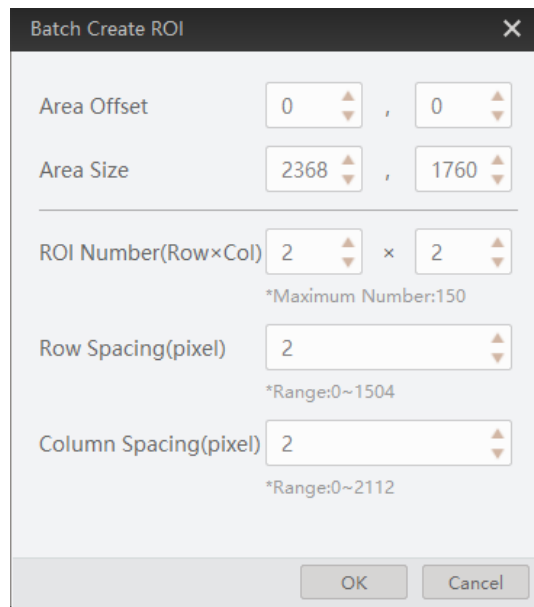 Batch Create ROI
Area Offset 0 , 0
Area Size 2368 , 1760
ROI Number(Row×Col) 2 × 2
*Maximum Number:150
Row Spacing(pixel) 2
*Range:0~1504
Column Spacing(pixel) 2
*Range:0~2112
OK Cancel